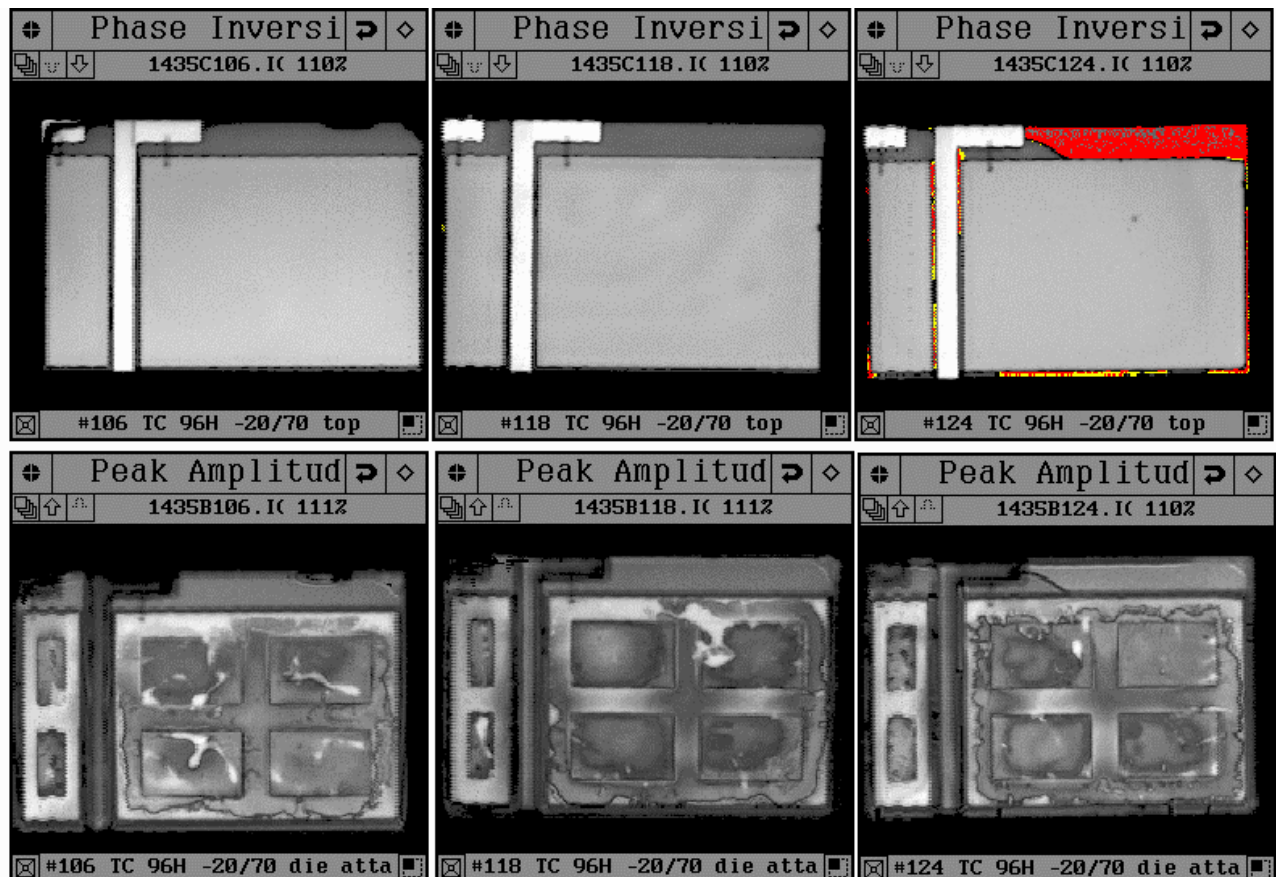 Phase Inversi
1435C106.I( 110%
#106 TC 96H -20/70 top
Phase Inversi
1435C118.I( 110%
#118 TC 96H -20/70 top
Phase Inversi
1435C124.I( 110%
#124 TC 96H -20/70 top
Peak Amplitud
1435B106.I( 111%
#106 TC 96H -20/70 die atta
Peak Amplitud
1435B118.I( 111%
#118 TC 96H -20/70 die atta
Peak Amplitud
1435B124.I( 110%
#124 TC 96H -20/70 die atta